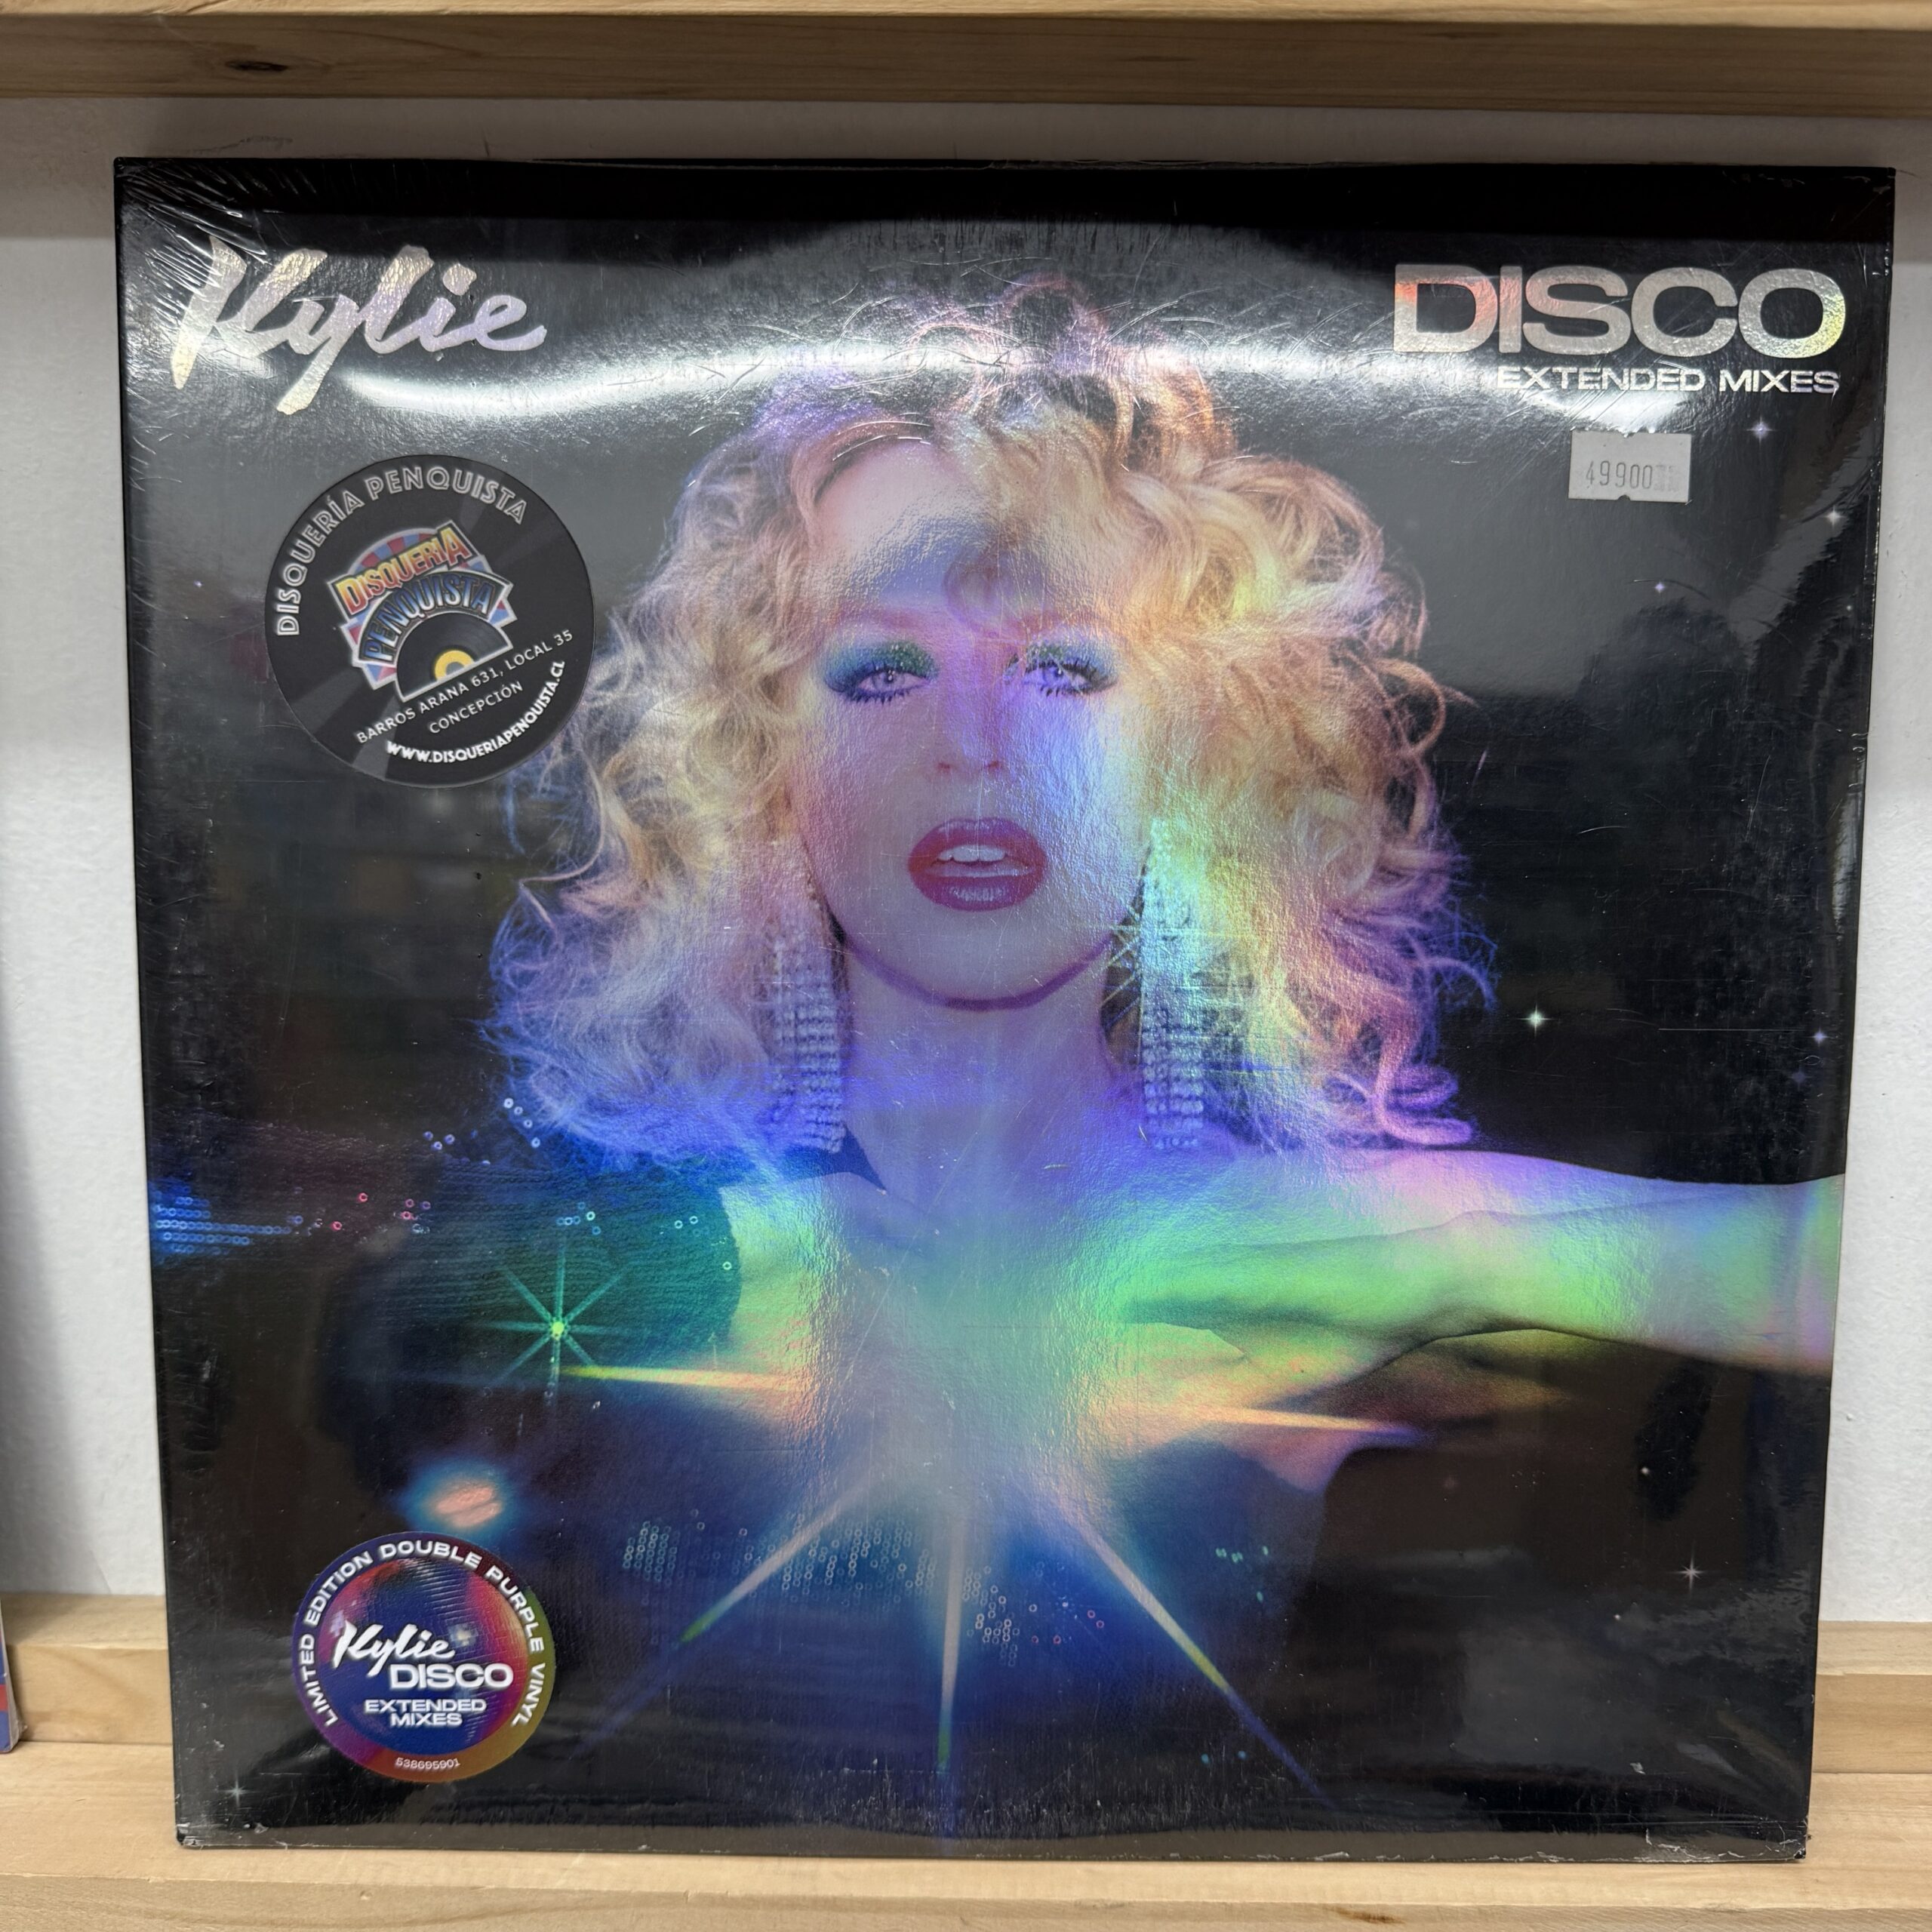 Kylie
DISCO
EXTENDED MIXES
49900
DISQUERÍA PENQUISTA
DISQUERIA
PENQUISTA
BARROS ARANA 631, LOCAL 35
CONCEPCIÓN
WWW.DISQUERIAPENQUISTA.CL
LIMITED EDITION DOUBLE PURPLE VINYL
Kylie
DISCO
EXTENDED
MIXES
538695901